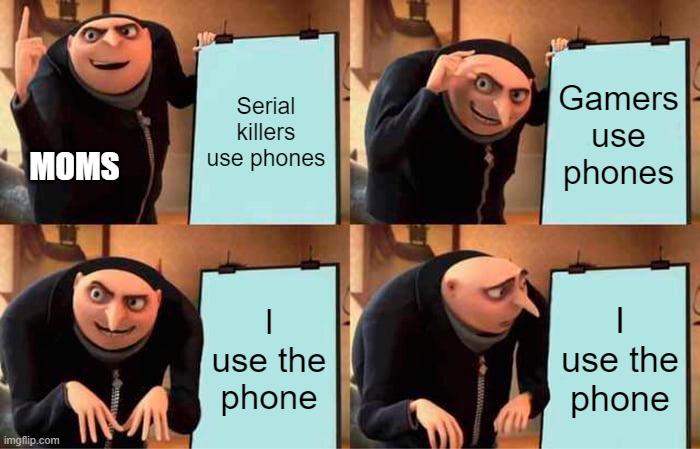 MOMS
Serial
killers
use phones
Gamers
use
phones
I
use the
phone
I
use the
phone
imgflip.com